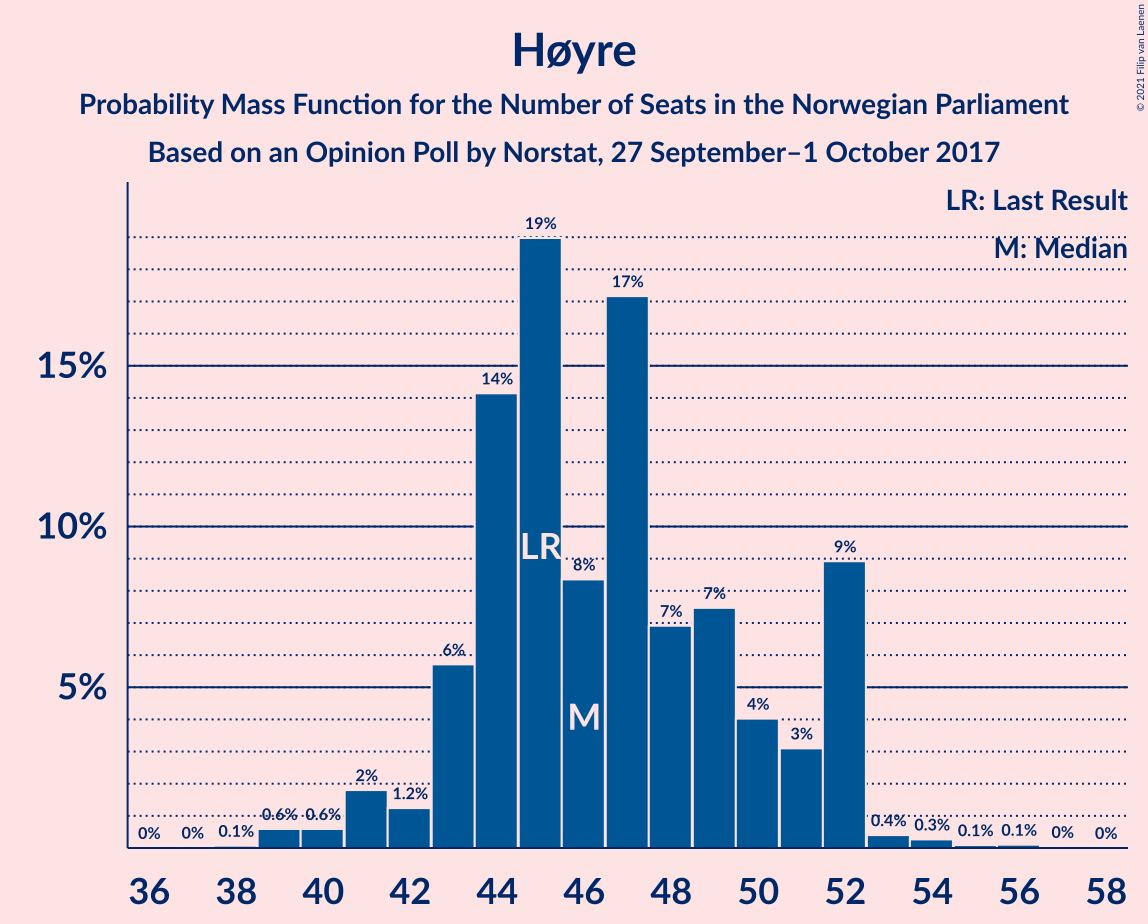 Høyre
Probability Mass Function for the Number of Seats in the Norwegian Parliament
Based on an Opinion Poll by Norstat, 27 September–1 October 2017
© 2021 Filip van Laenen
LR: Last Result
M: Median
15%
10%
5%
0%
0%
0.1%
0.6%
0.6%
2%
1.2%
6%
14%
19%
8%
17%
7%
7%
4%
3%
9%
0.4%
0.3%
0.1%
0.1%
0%
0%
LR
M
36 38 40 42 44 46 48 50 52 54 56 58